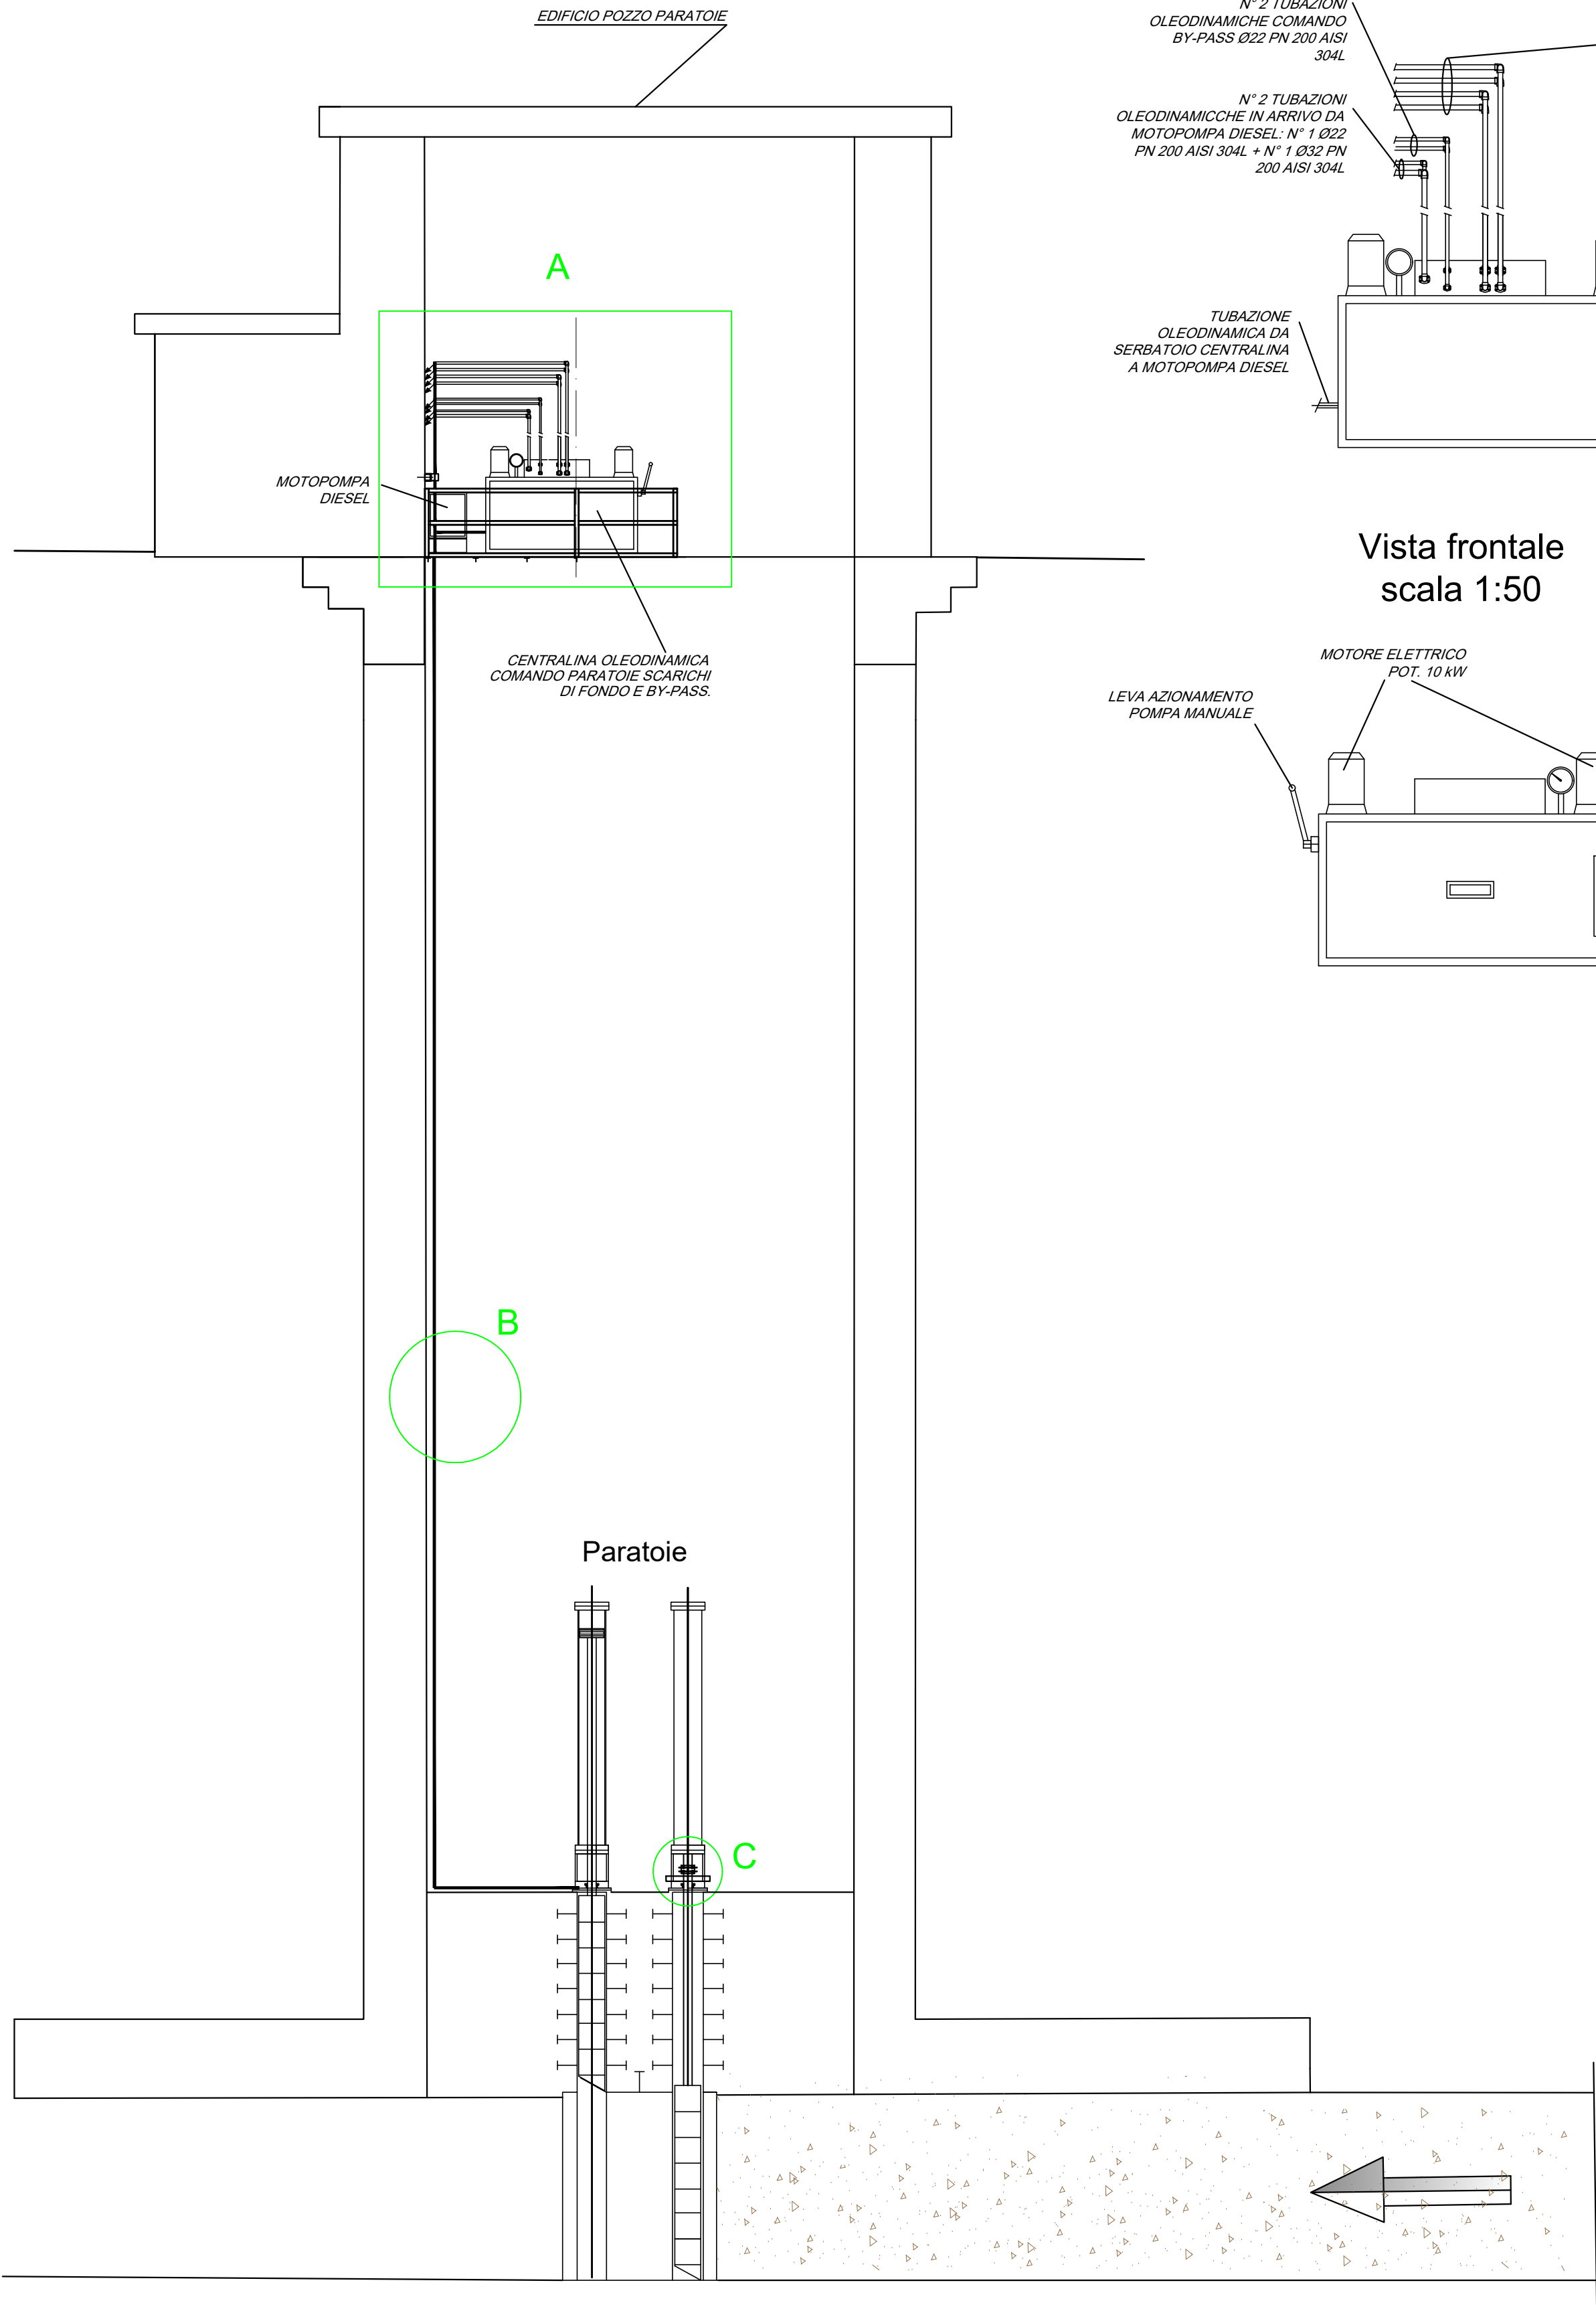 EDIFICIO POZZO PARATOIE
N° 2 TUBAZIONI
OLEODINAMICHE COMANDO
BY-PASS Ø22 PN 200 AISI
304L
N° 2 TUBAZIONI
OLEODINAMICCHE IN ARRIVO DA
MOTOPOMPA DIESEL: N° 1 Ø22
PN 200 AISI 304L + N° 1 Ø32 PN
200 AISI 304L
A
TUBAZIONE
OLEODINAMICA DA
SERBATOIO CENTRALINA
A MOTOPOMPA DIESEL
MOTOPOMPA
DIESEL
Vista frontale
scala 1:50
CENTRALINA OLEODINAMICA
COMANDO PARATOIE SCARICHI
DI FONDO E BY-PASS.
MOTORE ELETTRICO
POT. 10 kW
LEVA AZIONAMENTO
POMPA MANUALE
B
Paratoie
C